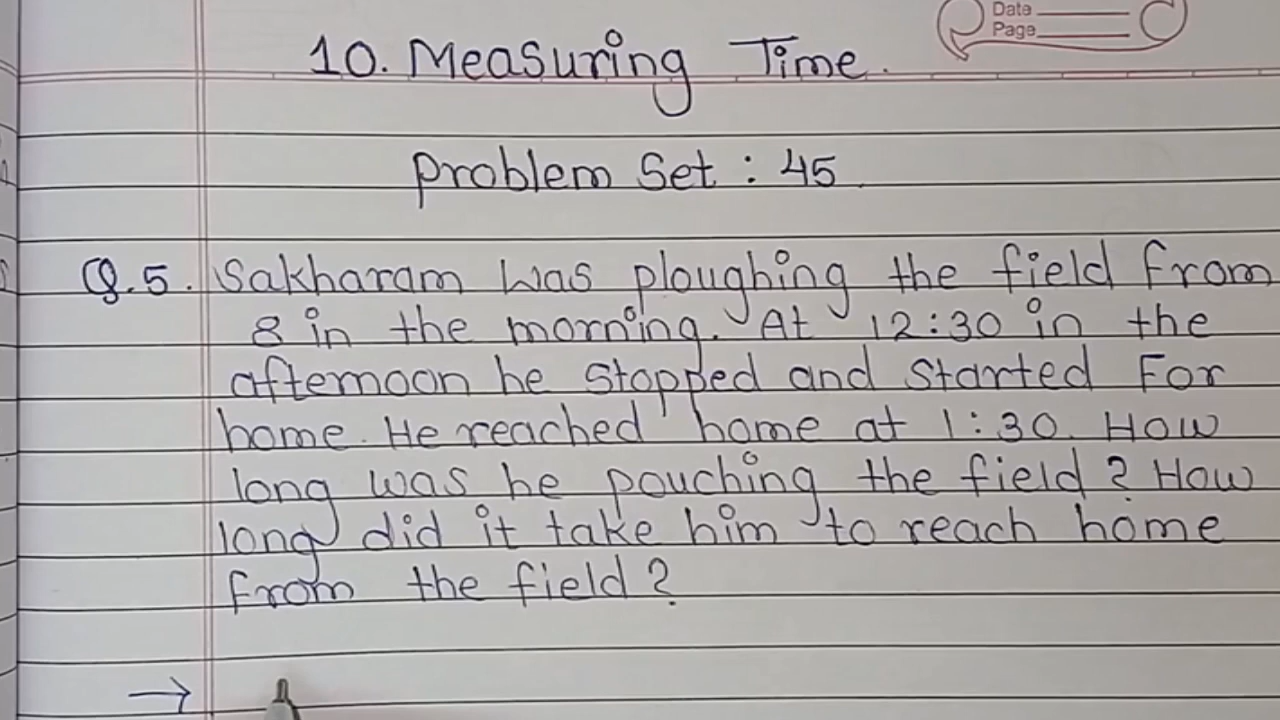 Date
Page
10. Measuring Time.
Problem Set : 45.
Q.5. Sakharam was ploughing the field from
8 in the morning. At 12:30 in the
afternoon he stopped and started For
home. He reached home at 1:30. How
long was he pouching the field? How
long did it take him to reach home
from the field?
→